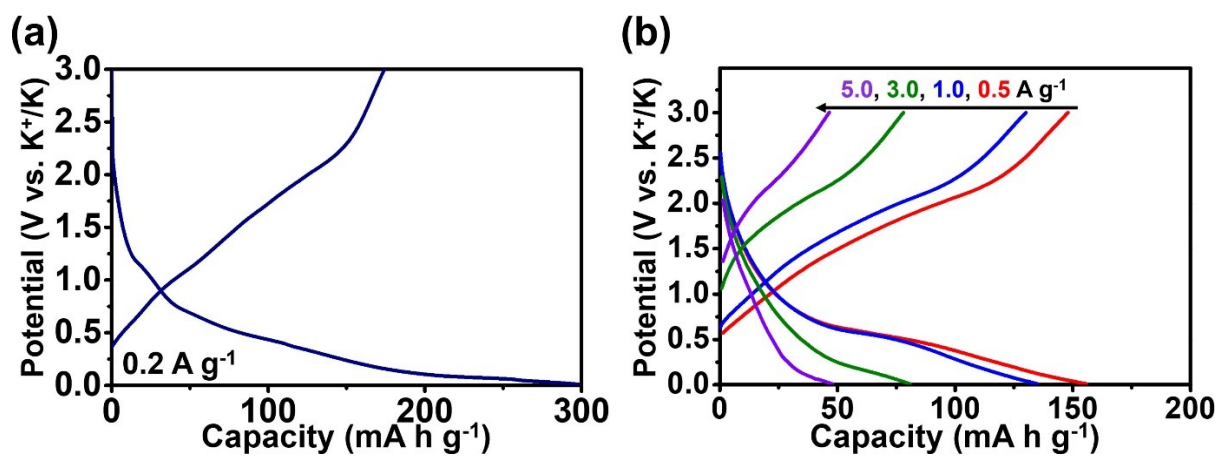 (a)
3.0
2.5
2.0
1.5
1.0
0.5
0.0
Potential (V vs. K⁺/K)
0.2 A g⁻¹
0
100
200
300
Capacity (mA h g⁻¹)
(b)
5.0, 3.0, 1.0, 0.5 A g⁻¹
3.0
2.5
2.0
1.5
1.0
0.5
0.0
Potential (V vs. K⁺/K)
0
50
100
150
200
Capacity (mA h g⁻¹)